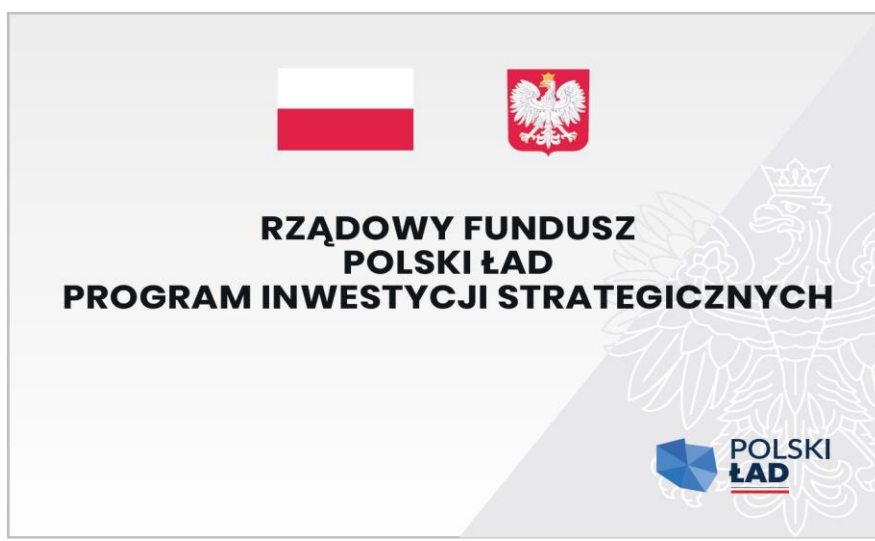 RZĄDOWY FUNDUSZ
POLSKI ŁAD
PROGRAM INWESTYCJI STRATEGICZNYCH
POLSKI
ŁAD